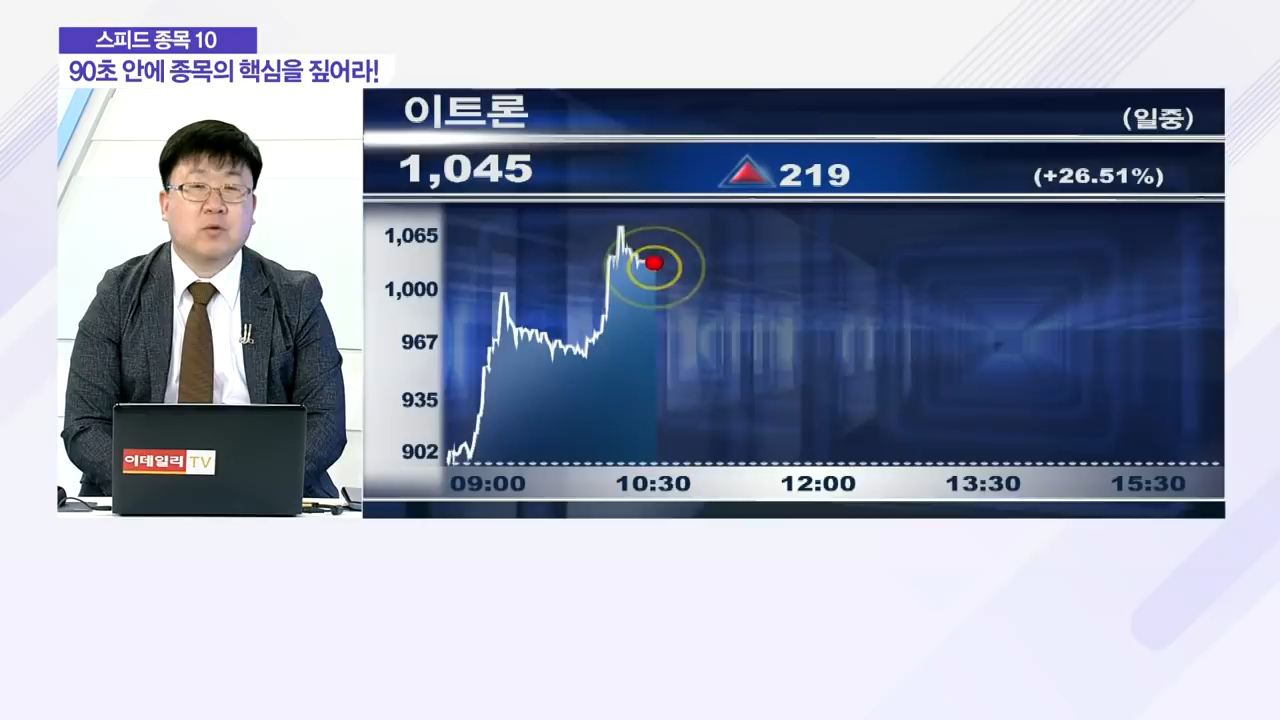 스피드 종목 10
90초 안에 종목의 핵심을 짚어라!
이트론
(일중)
1,045
219
(+26.51%)
1,065
1,000
967
935
902
09:00
10:30
12:00
13:30
15:30
이데일리 TV